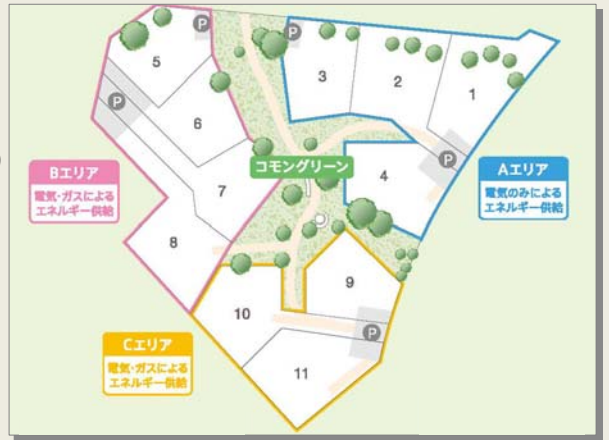 P
P
5
3
2
1
P
6
P
コモングリーン
4
Bエリア
電気・ガスによる
エネルギー供給
Aエリア
電気のみによる
エネルギー供給
7
8
9
10
P
Cエリア
電気・ガスによる
エネルギー供給
11